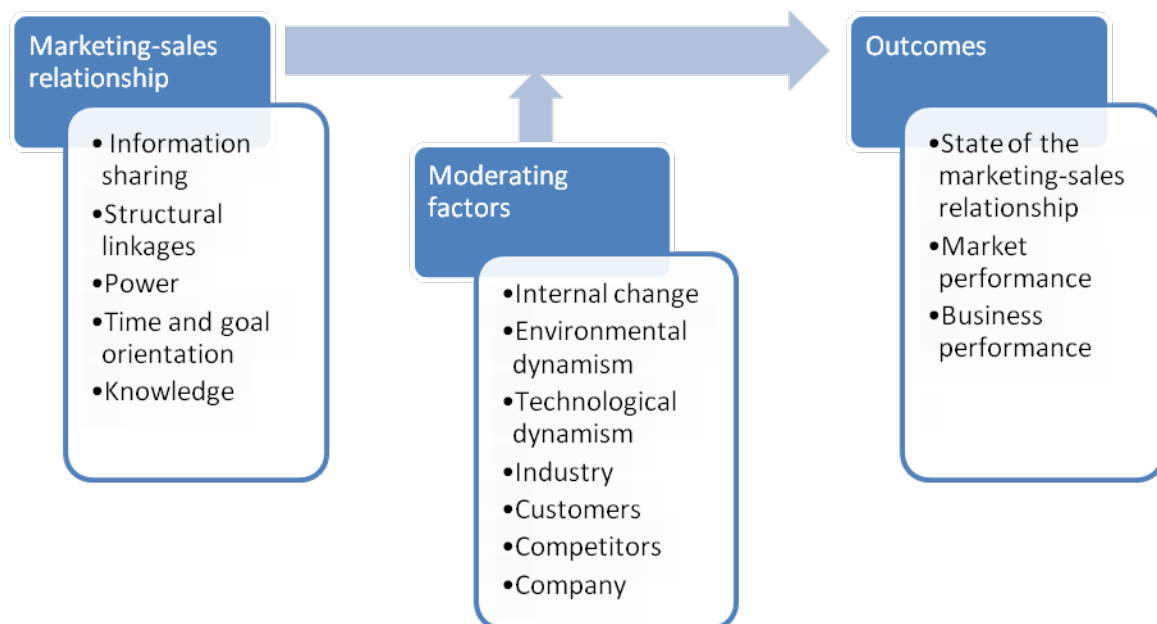 Marketing-sales
relationship
• Information
sharing
•Structural
linkages
•Power
•Time and goal
orientation
•Knowledge
Moderating
factors
•Internal change
•Environmental
dynamism
•Technological
dynamism
•Industry
•Customers
•Competitors
•Company
Outcomes
•State of the
marketing-sales
relationship
•Market
performance
•Business
performance